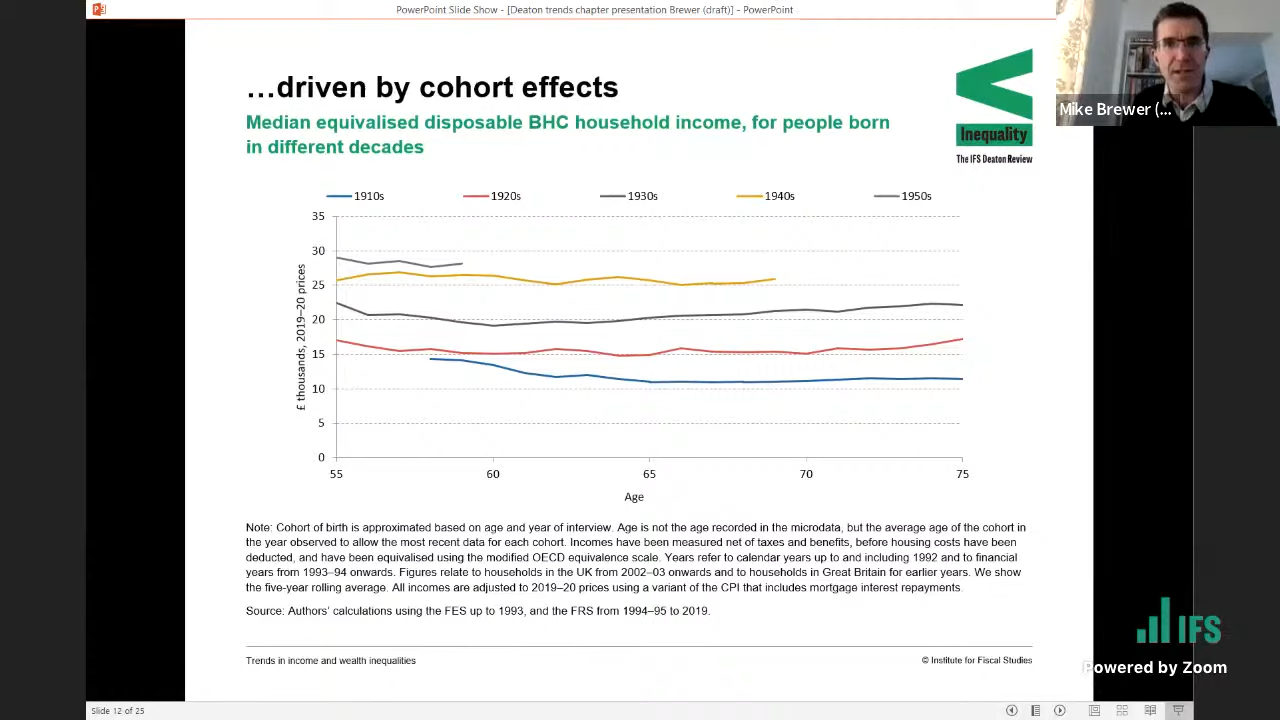 PowerPoint Slide Show - [Deaton trends chapter presentation Brewer (draft)] - PowerPoint
…driven by cohort effects
Median equivalised disposable BHC household income, for people born
in different decades
Inequality
The IFS Deaton Review
Mike Brewer (...
1910s 1920s 1930s 1940s 1950s
35
30
25
20
15
10
5
0
£ thousands, 2019–20 prices
55 60 65 70 75
Age
Note: Cohort of birth is approximated based on age and year of interview. Age is not the age recorded in the microdata, but the average age of the cohort in
the year observed to allow the most recent data for each cohort. Incomes have been measured net of taxes and benefits, before housing costs have been
deducted, and have been equivalised using the modified OECD equivalence scale. Years refer to calendar years up to and including 1992 and to financial
years from 1993–94 onwards. Figures relate to households in the UK from 2002–03 onwards and to households in Great Britain for earlier years. We show
the five-year rolling average. All incomes are adjusted to 2019–20 prices using a variant of the CPI that includes mortgage interest repayments.
Source: Authors' calculations using the FES up to 1993, and the FRS from 1994–95 to 2019.
Trends in income and wealth inequalities
© Institute for Fiscal Studies
IFS
Powered by Zoom
Slide 12 of 25